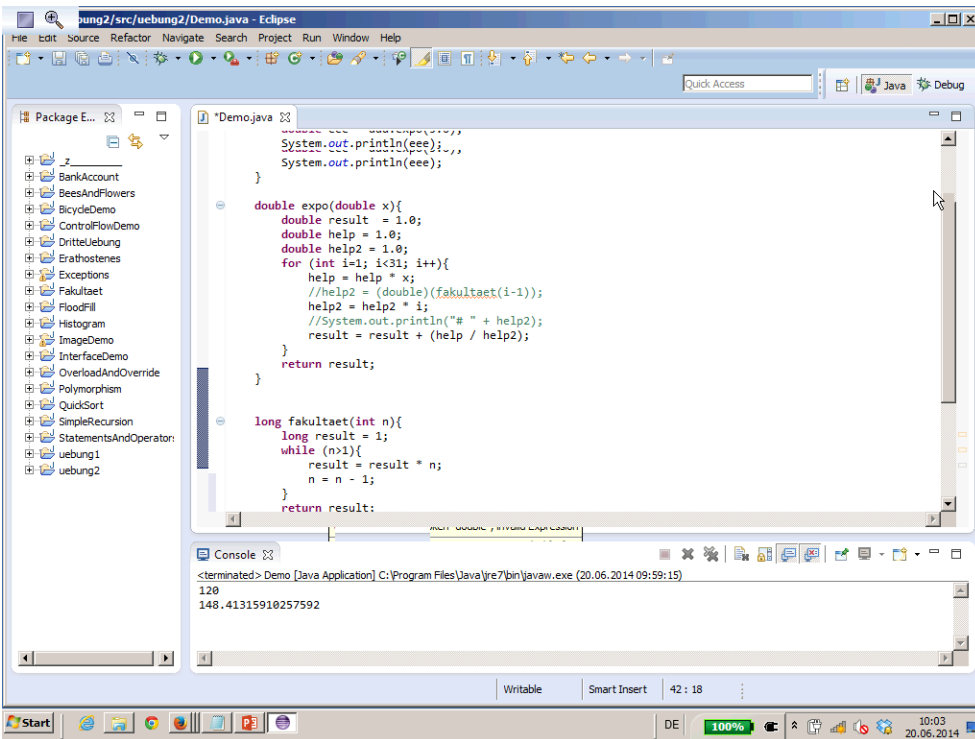 bung2/src/uebung2/Demo.java - Eclipse
File Edit Source Refactor Navigate Search Project Run Window Help
Quick Access
Java
Debug
Package E...
*Demo.java
_z_________
BankAccount
BeesAndFlowers
BicycleDemo
ControlFlowDemo
DritteUebung
Erathostenes
Exceptions
Fakultaet
FloodFill
Histogram
ImageDemo
InterfaceDemo
OverloadAndOverride
Polymorphism
QuickSort
SimpleRecursion
StatementsAndOperator:
uebung1
uebung2
System.out.println(eee);
System.out.println(eee);
}
double expo(double x){
double result = 1.0;
double help = 1.0;
double help2 = 1.0;
for (int i=1; i<31; i++){
help = help * x;
//help2 = (double)(fakultaet(i-1));
help2 = help2 * i;
//System.out.println("# " + help2);
result = result + (help / help2);
}
return result;
}
long fakultaet(int n){
long result = 1;
while (n>1){
result = result * n;
n = n - 1;
}
return result;
Console
<terminated> Demo [Java Application] C:\Program Files\Java\jre7\bin\javaw.exe (20.06.2014 09:59:15)
120
148.41315910257592
Writable
Smart Insert
42 : 18
Start
DE
100%
10:03
20.06.2014